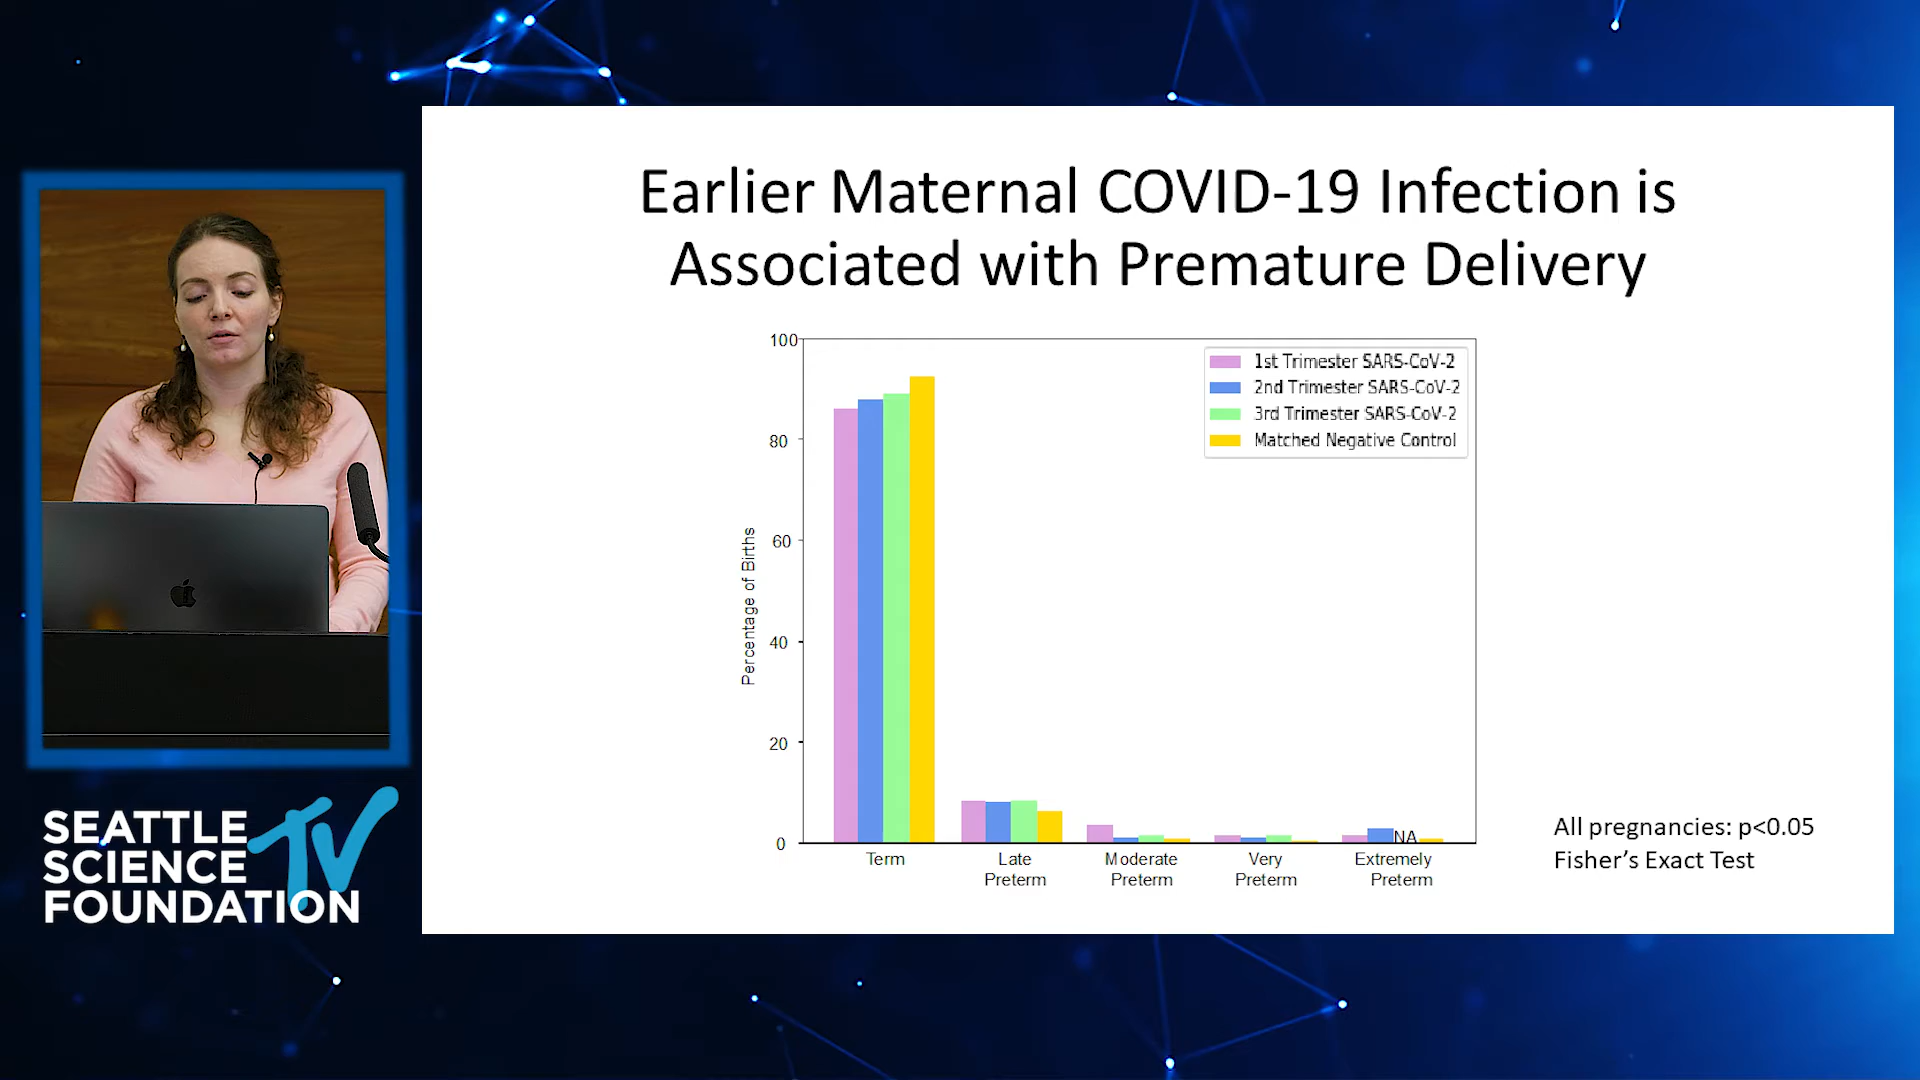 Earlier Maternal COVID-19 Infection is
Associated with Premature Delivery
100
80
60
40
20
0
Percentage of Births
1st Trimester SARS-CoV-2
2nd Trimester SARS-CoV-2
3rd Trimester SARS-CoV-2
Matched Negative Control
NA
Term
Late
Preterm
Moderate
Preterm
Very
Preterm
Extremely
Preterm
All pregnancies: p<0.05
Fisher’s Exact Test
SEATTLE
SCIENCE
FOUNDATION
TV